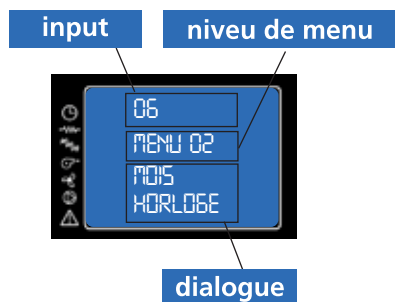 input
niveu de menu
06
MENU 02
MOIS
HORLOGE
dialogue